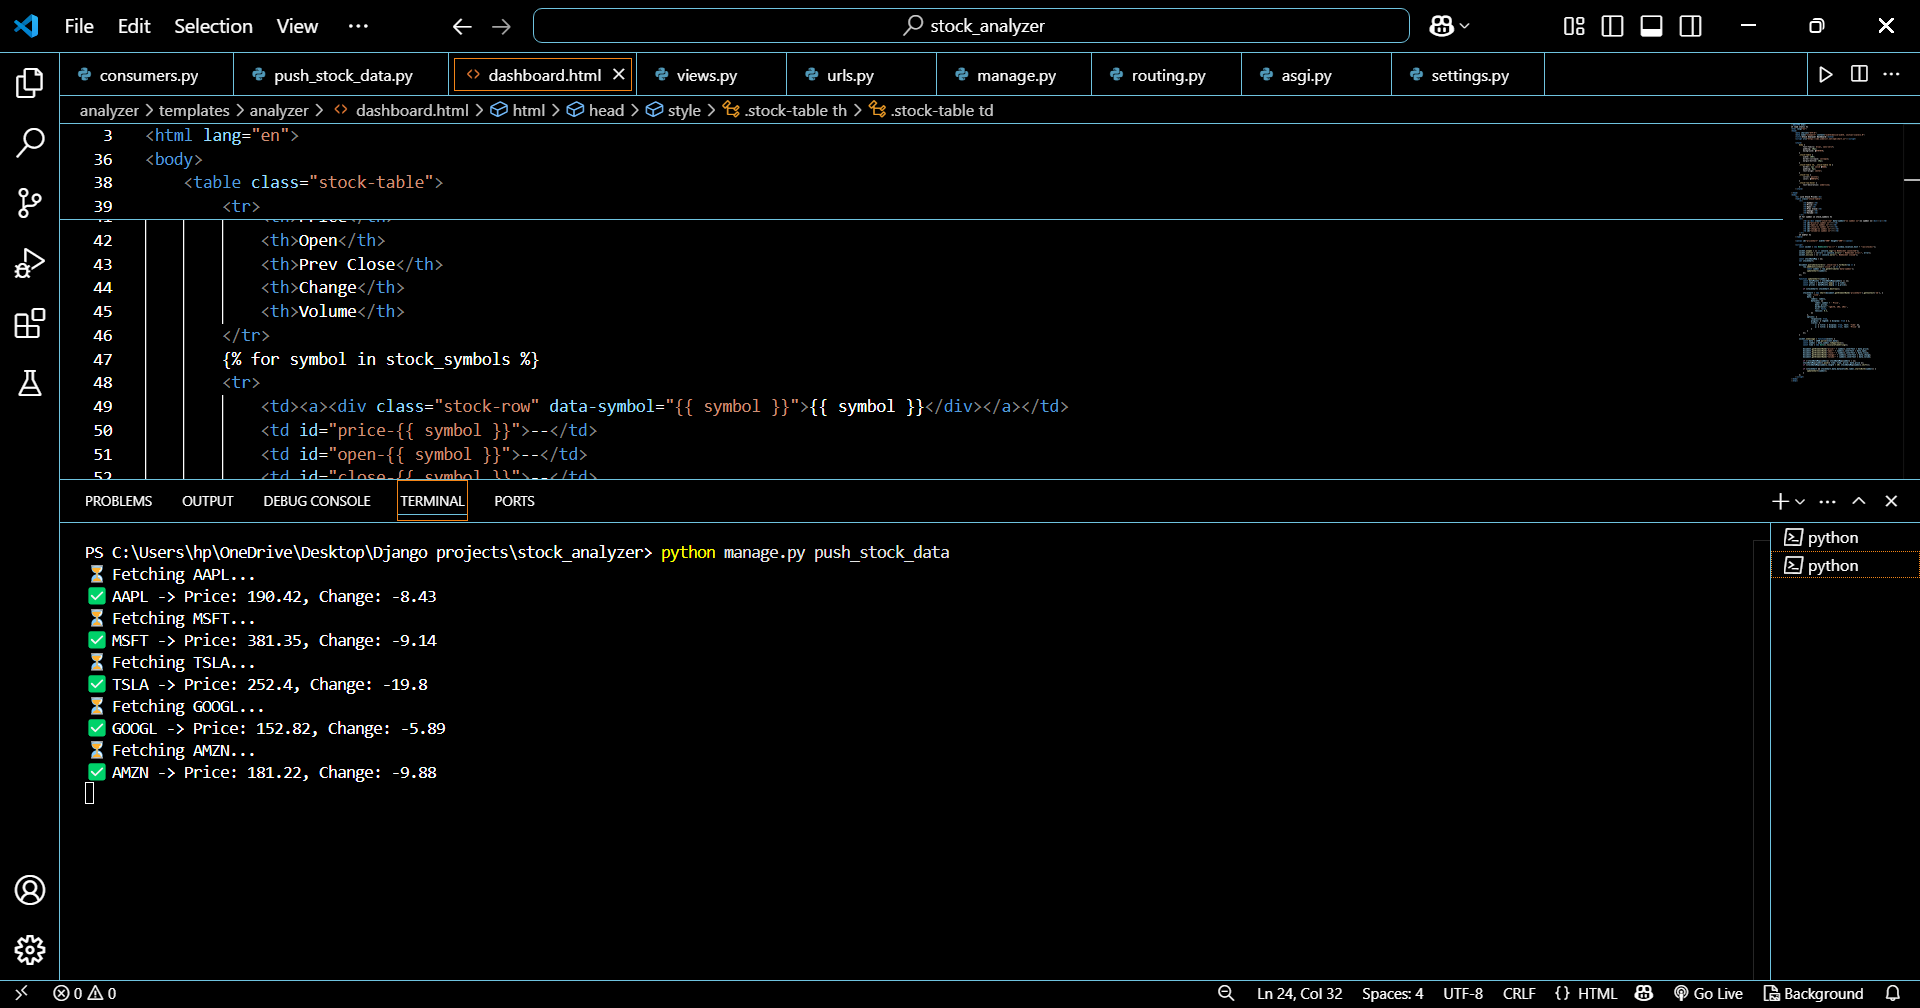 File Edit Selection View ··· stock_analyzer
consumers.py push_stock_data.py dashboard.html views.py urls.py manage.py routing.py asgi.py settings.py
analyzer > templates > analyzer > dashboard.html > html > head > style > .stock-table th > .stock-table td
3 <html lang="en">
36 <body>
38 <table class="stock-table">
39 <tr>
42 <th>Open</th>
43 <th>Prev Close</th>
44 <th>Change</th>
45 <th>Volume</th>
46 </tr>
47 {% for symbol in stock_symbols %}
48 <tr>
49 <td><a><div class="stock-row" data-symbol="{{ symbol }}">{{ symbol }}</div></a></td>
50 <td id="price-{{ symbol }}">--</td>
51 <td id="open-{{ symbol }}">--</td>
52 <td id="close-{{ symbol }}">--</td>
PROBLEMS OUTPUT DEBUG CONSOLE TERMINAL PORTS
PS C:\Users\hp\OneDrive\Desktop\Django projects\stock_analyzer> python manage.py push_stock_data
⏳ Fetching AAPL...
✅ AAPL -> Price: 190.42, Change: -8.43
⏳ Fetching MSFT...
✅ MSFT -> Price: 381.35, Change: -9.14
⏳ Fetching TSLA...
✅ TSLA -> Price: 252.4, Change: -19.8
⏳ Fetching GOOGL...
✅ GOOGL -> Price: 152.82, Change: -5.89
⏳ Fetching AMZN...
✅ AMZN -> Price: 181.22, Change: -9.88
python
python
0 0 Ln 24, Col 32 Spaces: 4 UTF-8 CRLF {} HTML Go Live Background